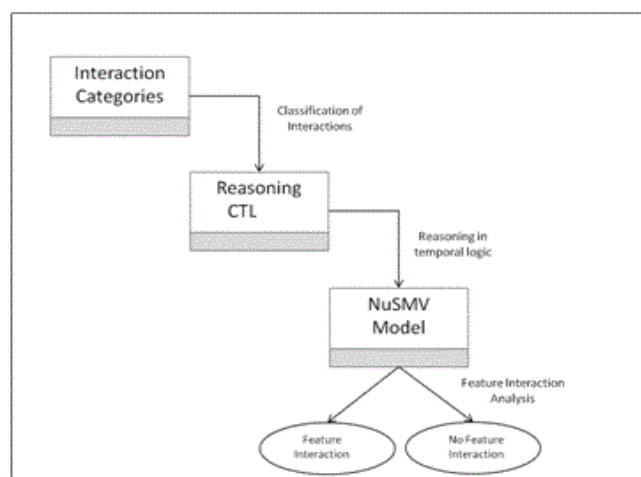 Interaction
Categories
Classification of
Interactions
Reasoning
CTL
Reasoning in
temporal logic
NuSMV
Model
Feature Interaction
Analysis
Feature
Interaction
No Feature
Interaction